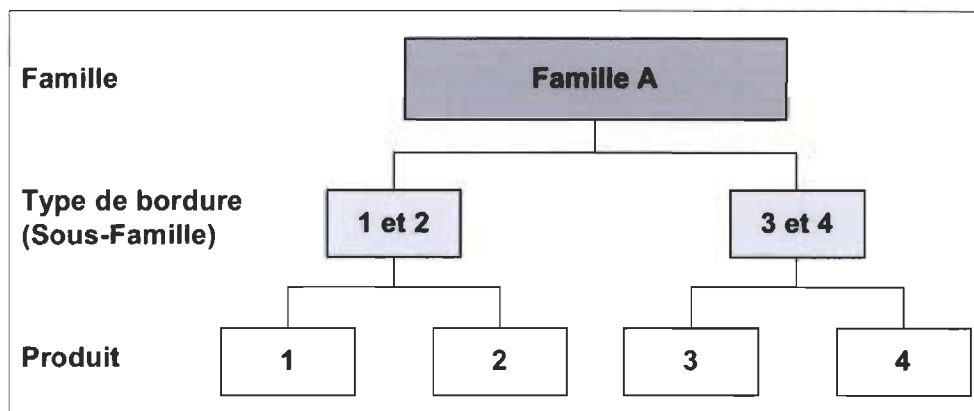 Famille
Famille A
Type de bordure
(Sous-Famille)
1 et 2
3 et 4
Produit
1
2
3
4